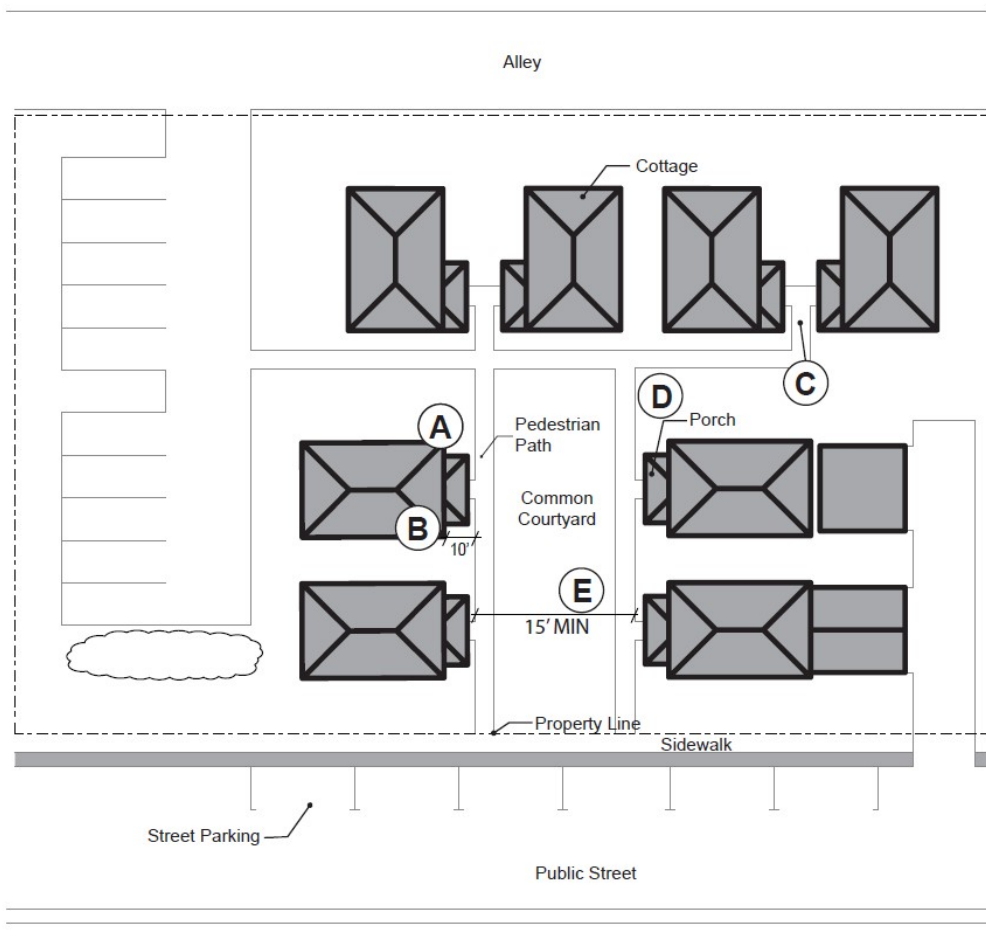 Alley
Cottage
C
D
A
Pedestrian
Path
Porch
Common
Courtyard
B
10'
E
15' MIN
Property Line
Sidewalk
Street Parking
Public Street